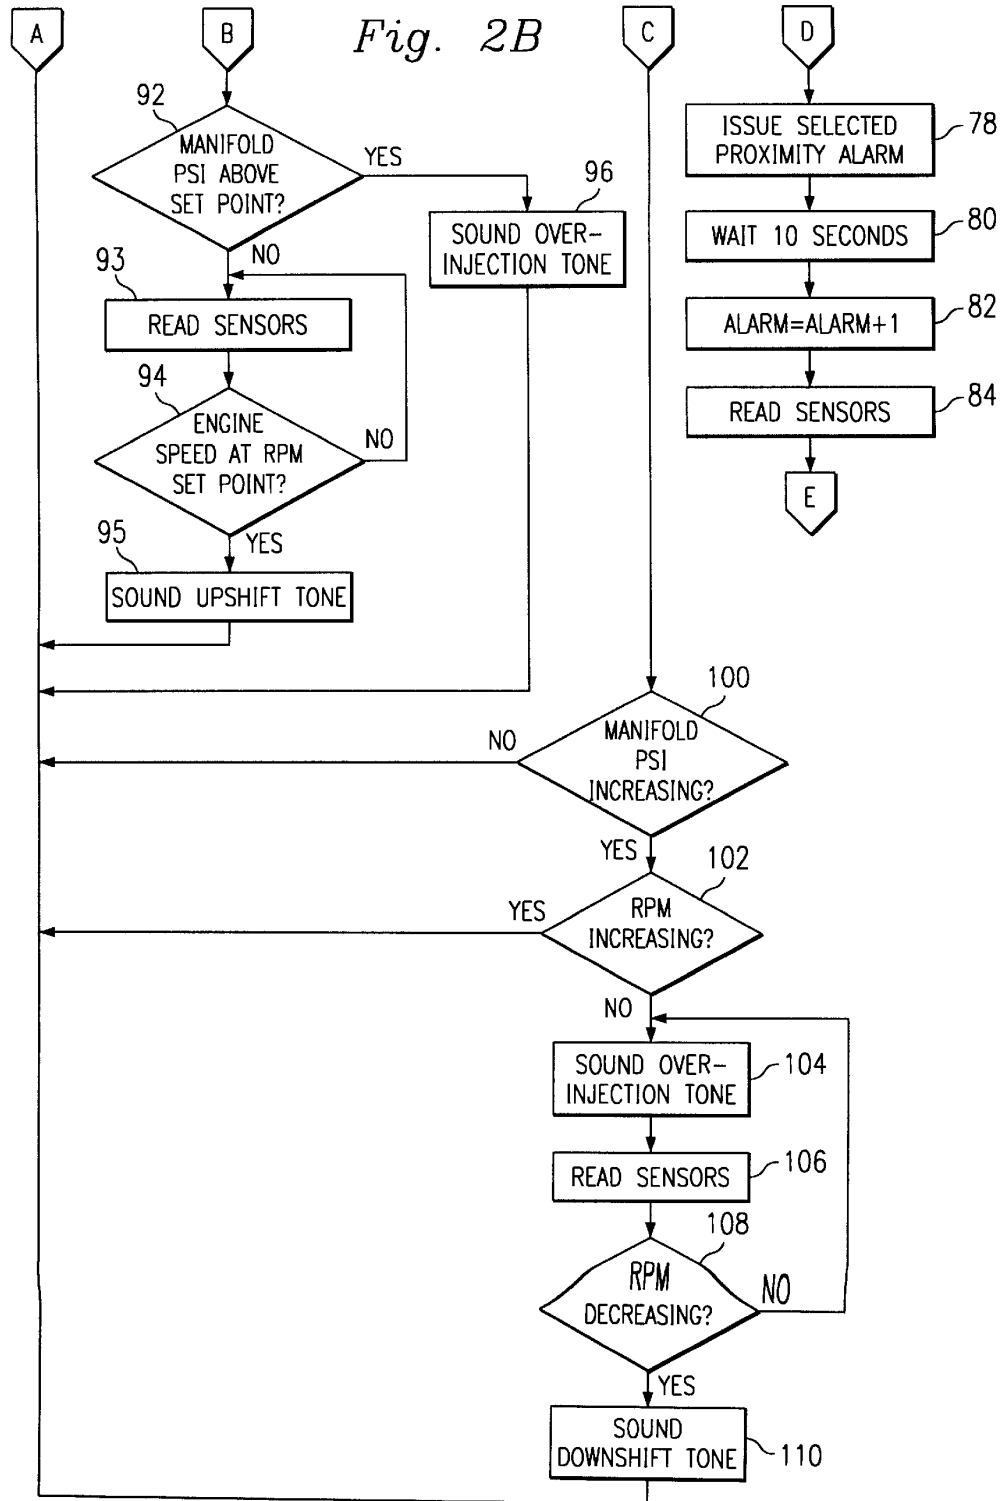 A
B
Fig. 2B
C
D
92
MANIFOLD
PSI ABOVE
SET POINT?
YES
NO
96
SOUND OVER-
INJECTION TONE
93
READ SENSORS
94
ENGINE
SPEED AT RPM
SET POINT?
NO
YES
95
SOUND UPSHIFT TONE
ISSUE SELECTED
PROXIMITY ALARM
78
WAIT 10 SECONDS
80
ALARM=ALARM+1
82
READ SENSORS
84
E
100
MANIFOLD
PSI
INCREASING?
NO
YES
102
RPM
INCREASING?
YES
NO
SOUND OVER-
INJECTION TONE
104
READ SENSORS
106
108
RPM
DECREASING?
NO
YES
SOUND
DOWNSHIFT TONE
110